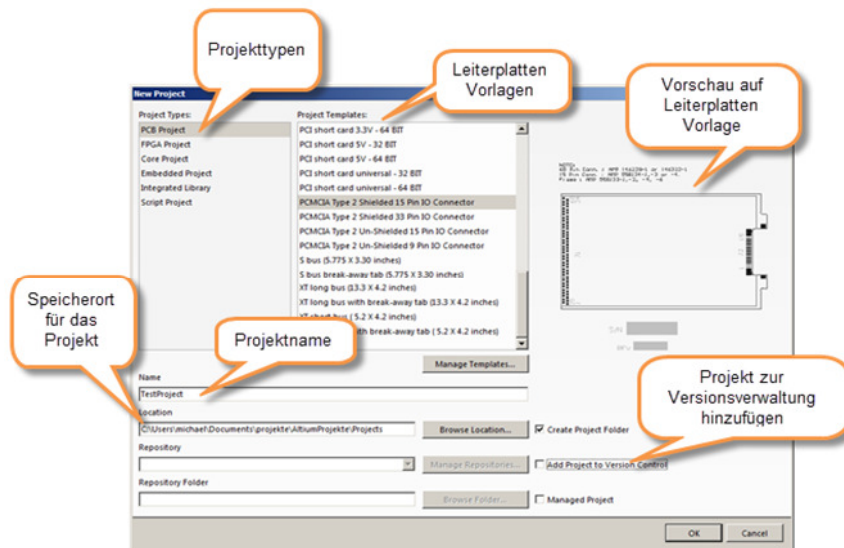 Projekttypen
Leiterplatten
Vorlagen
Vorschau auf
Leiterplatten
Vorlage
New Project
Project Types:
PCB Project
FPGA Project
Core Project
Embedded Project
Integrated Library
Script Project
Project Templates:
PCI short card 3.3V - 64 BIT
PCI short card 5V - 32 BIT
PCI short card 5V - 64 BIT
PCI short card universal - 32 BIT
PCI short card universal - 64 BIT
PCMCIA Type 2 Shielded 15 Pin IO Connector
PCMCIA Type 2 Shielded 33 Pin IO Connector
PCMCIA Type 2 Un-Shielded 15 Pin IO Connector
PCMCIA Type 2 Un-Shielded 9 Pin IO Connector
S bus (5.775 X 3.30 inches)
S bus break-away tab (5.775 X 3.30 inches)
XT long bus (13.3 X 4.2 inches)
XT long bus with break-away tab (13.3 X 4.2 inches)
XT short bus ( 5.2 X 4.2 inches)
th break-away tab ( 5.2 X 4.2 inches)
Speicherort
für das
Projekt
Projektname
Manage Templates...
Projekt zur
Versionsverwaltung
hinzufügen
Name
TestProject
Location
C:\Users\michael\Documents\projekte\AltiumProjekte\Projects
Browse Location...
Create Project Folder
Repository
Manage Repositories...
Add Project to Version Control
Repository Folder
Browse Folder...
Managed Project
OK
Cancel